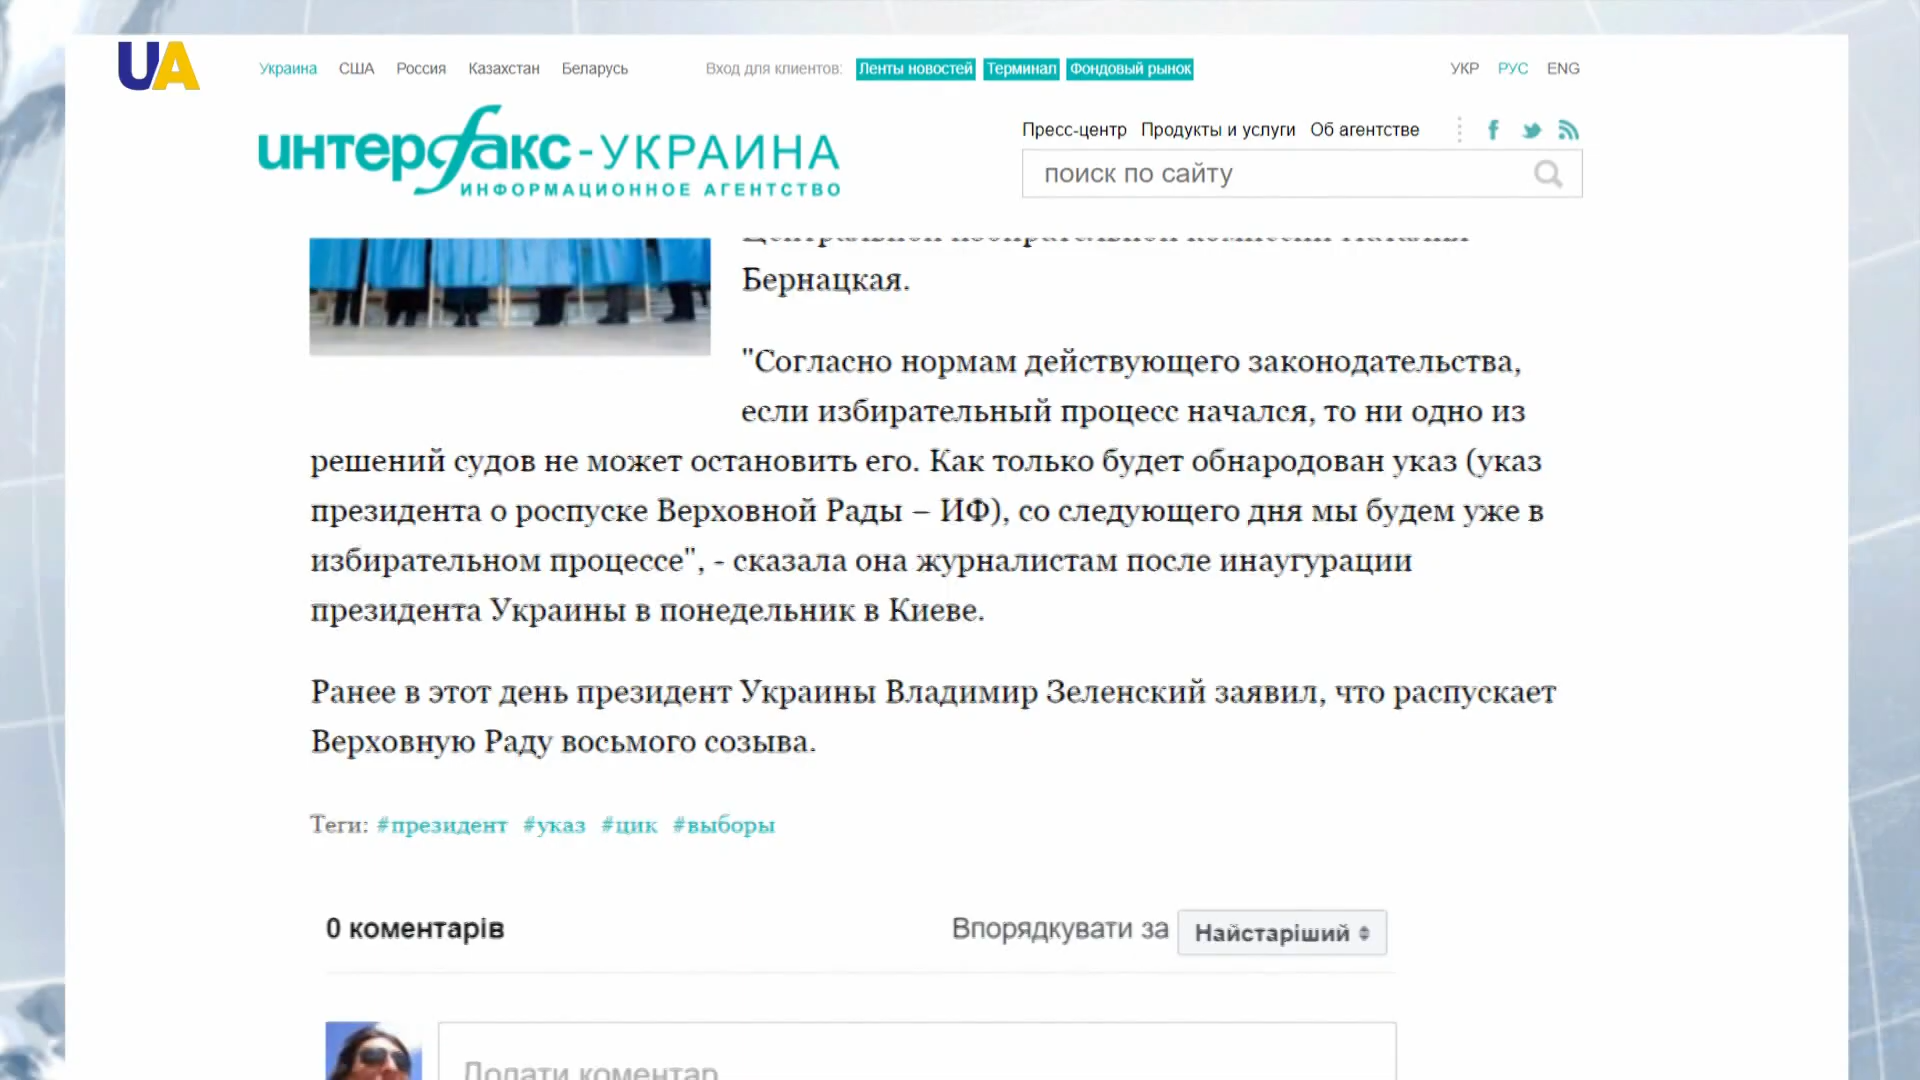 UA
Украина США Россия Казахстан Беларусь Вход для клиентов: Ленты новостей Терминал Фондовый рынок УКР РУС ENG
интерфакс-УКРАИНА
ИНФОРМАЦИОННОЕ АГЕНТСТВО
Пресс-центр Продукты и услуги Об агентстве
поиск по сайту
Центральной избирательной комиссии Наталья
Бернацкая.
"Согласно нормам действующего законодательства,
если избирательный процесс начался, то ни одно из
решений судов не может остановить его. Как только будет обнародован указ (указ
президента о роспуске Верховной Рады – ИФ), со следующего дня мы будем уже в
избирательном процессе", - сказала она журналистам после инаугурации
президента Украины в понедельник в Киеве.
Ранее в этот день президент Украины Владимир Зеленский заявил, что распускает
Верховную Раду восьмого созыва.
Теги: #президент #указ #цик #выборы
0 коментарів
Впорядкувати за Найстаріший
Додати коментар